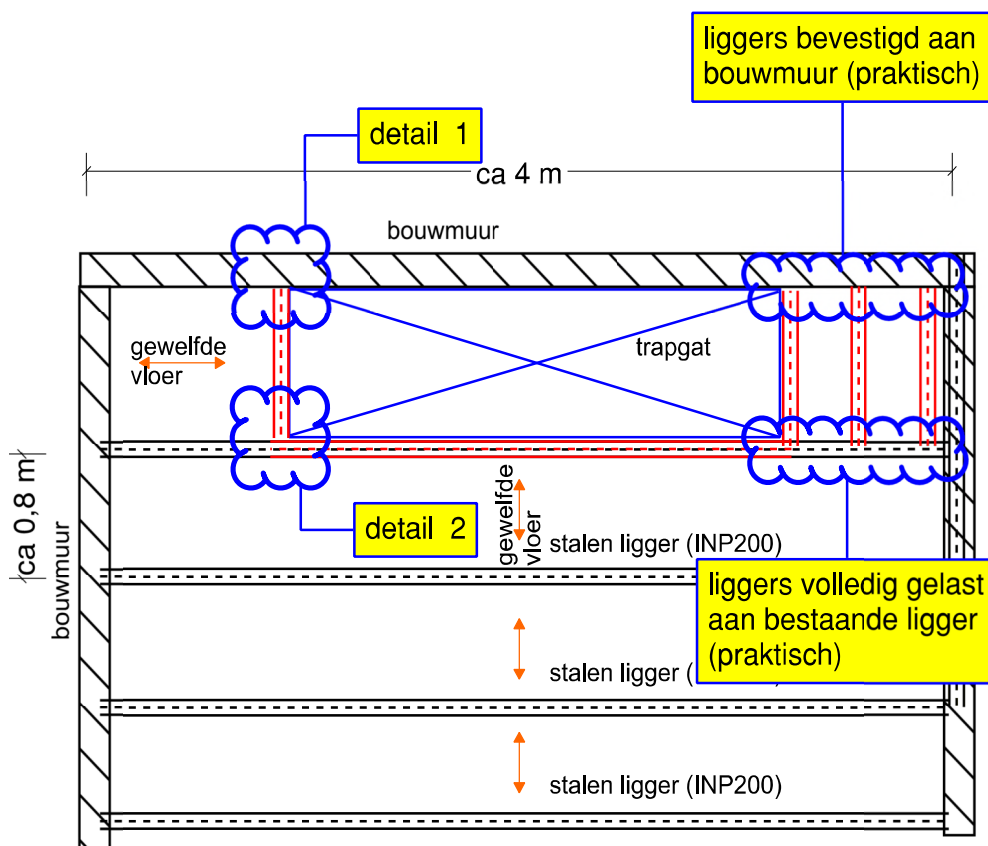 liggers bevestigd aan
bouwmuur (praktisch)
detail 1
ca 4 m
bouwmuur
gewelfde
vloer
trapgat
ca 0,8 m
bouwmuur
detail 2
gewelfde
vloer
stalen ligger (INP200)
liggers volledig gelast
aan bestaande ligger
(praktisch)
stalen ligger (
stalen ligger (INP200)